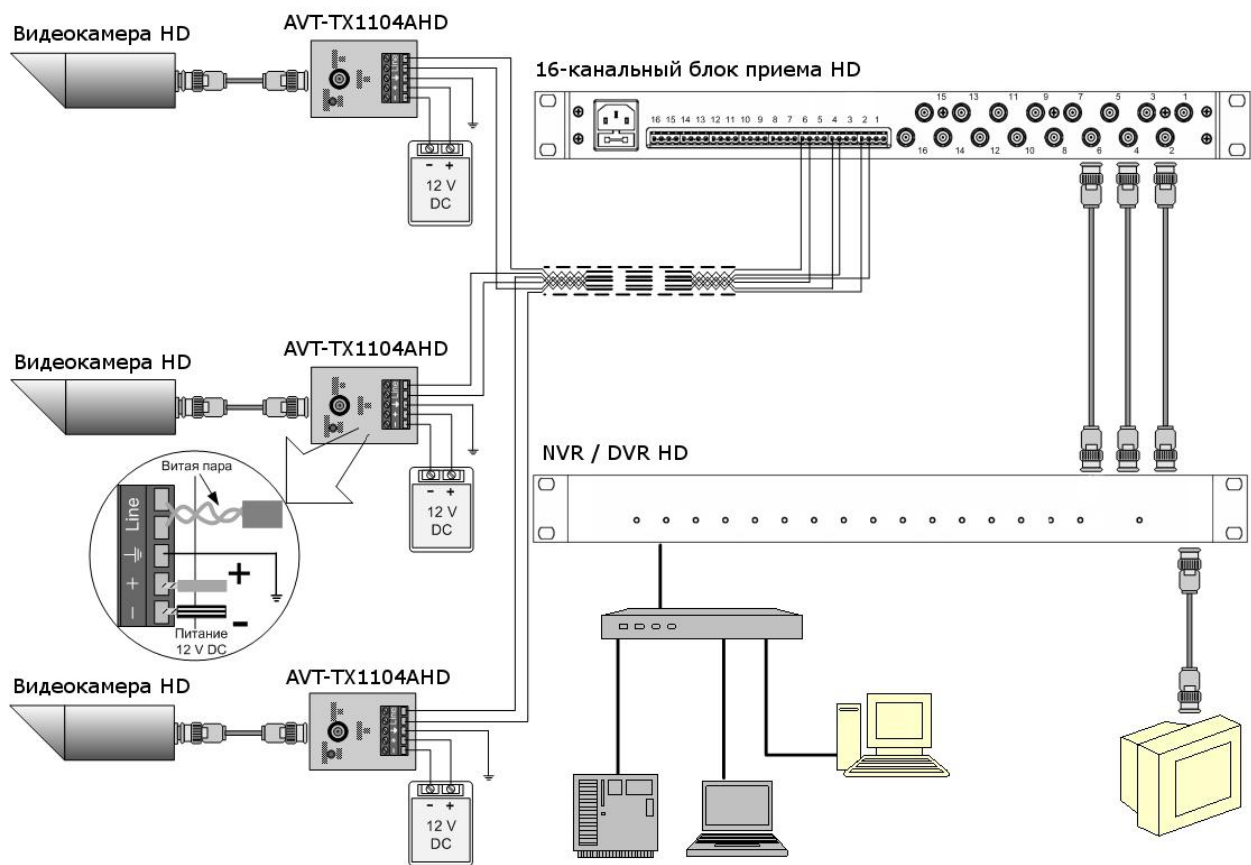 Видеокамера HD
AVT-TX1104AHD
- +
12 V
DC
16-канальный блок приема HD
15 13 11 9 7 5 3 1
16 15 14 13 12 11 10 9 8 7 6 5 4 3 2 1
16 14 12 10 8 6 4 2
Видеокамера HD
AVT-TX1104AHD
- +
12 V
DC
Витая пара
Line
+
-
+
-
Питание
12 V DC
NVR / DVR HD
Видеокамера HD
AVT-TX1104AHD
- +
12 V
DC